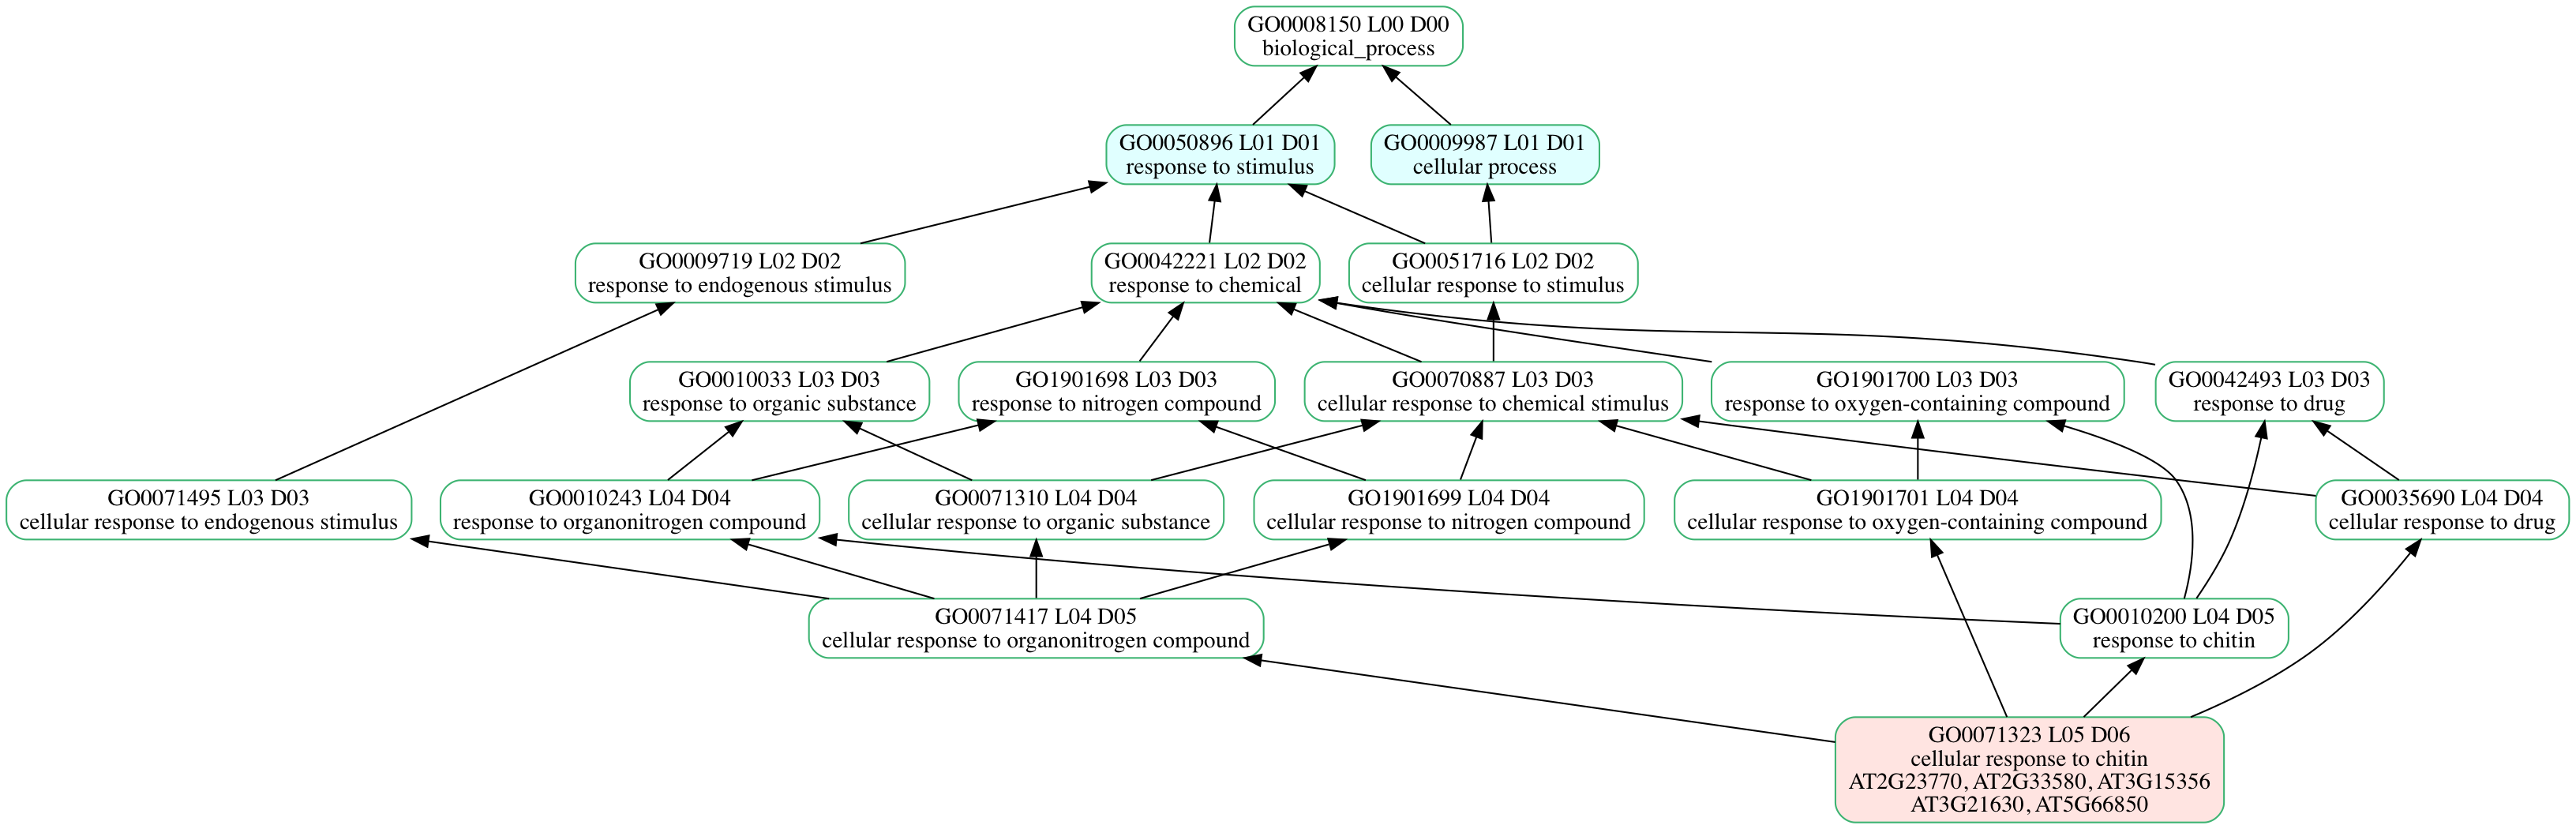 GO0008150 L00 D00
biological_process
GO0050896 L01 D01
response to stimulus
GO0009987 L01 D01
cellular process
GO0009719 L02 D02
response to endogenous stimulus
GO0042221 L02 D02
response to chemical
GO0051716 L02 D02
cellular response to stimulus
GO0010033 L03 D03
response to organic substance
GO1901698 L03 D03
response to nitrogen compound
GO0070887 L03 D03
cellular response to chemical stimulus
GO1901700 L03 D03
response to oxygen-containing compound
GO0042493 L03 D03
response to drug
GO0071495 L03 D03
cellular response to endogenous stimulus
GO0010243 L04 D04
response to organonitrogen compound
GO0071310 L04 D04
cellular response to organic substance
GO1901699 L04 D04
cellular response to nitrogen compound
GO1901701 L04 D04
cellular response to oxygen-containing compound
GO0035690 L04 D04
cellular response to drug
GO0071417 L04 D05
cellular response to organonitrogen compound
GO0010200 L04 D05
response to chitin
GO0071323 L05 D06
cellular response to chitin
AT2G23770, AT2G33580, AT3G15356
AT3G21630, AT5G66850